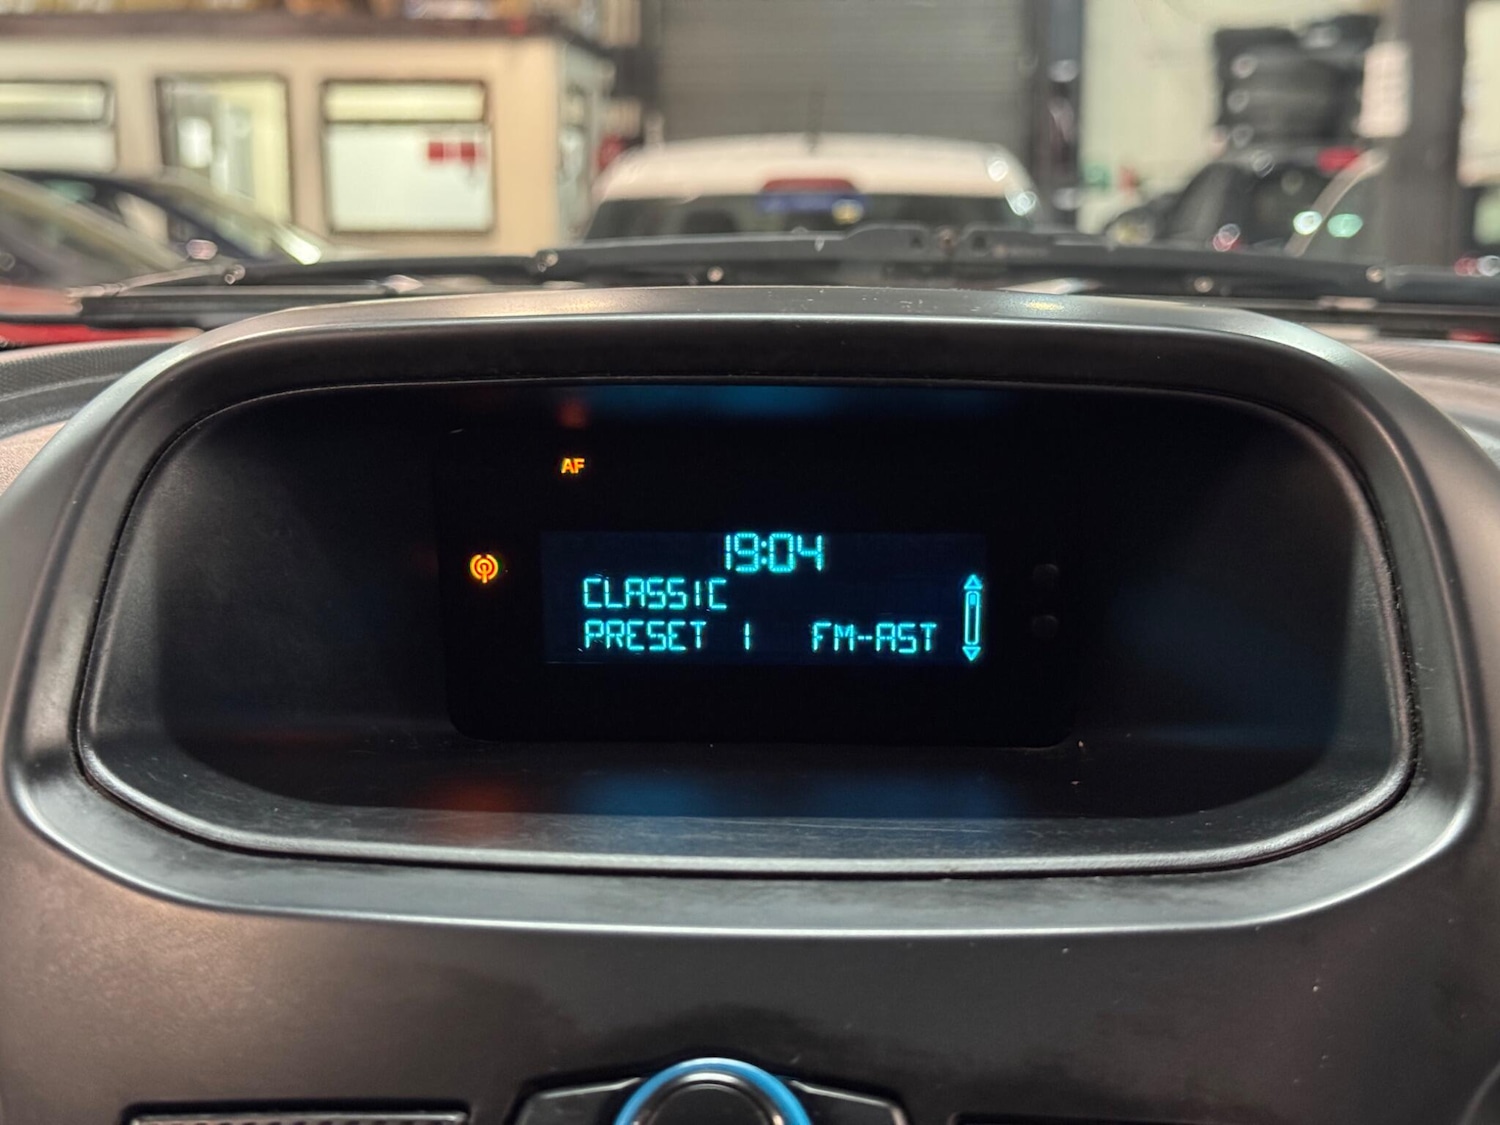 AF
19:04
CLASSIC
PRESET 1 FM-AST